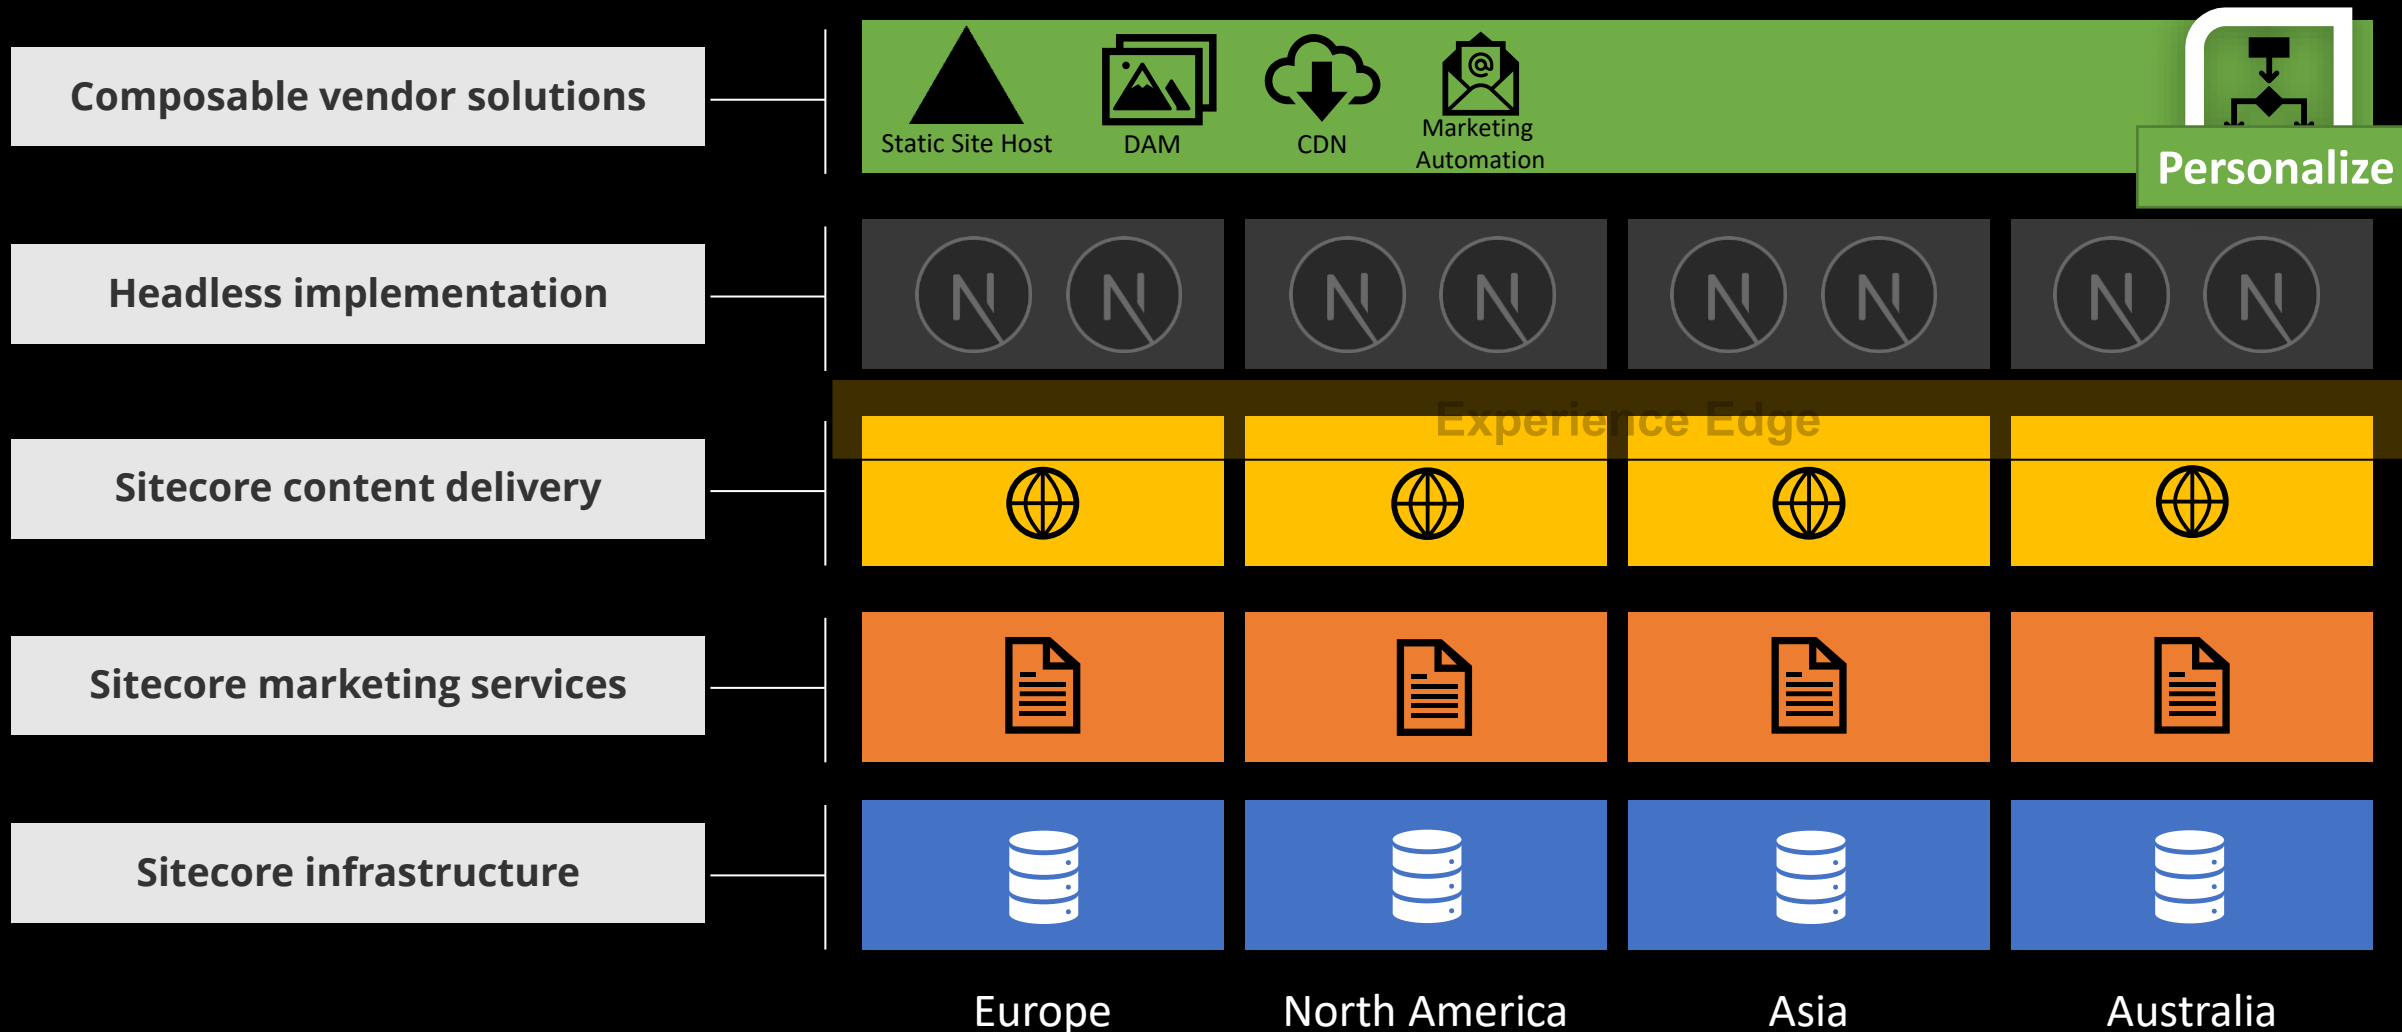 Composable vendor solutions
Static Site Host
DAM
CDN
Marketing
Automation
Personalize
Headless implementation
N N N N N N N N
Experience Edge
Sitecore content delivery
Sitecore marketing services
Sitecore infrastructure
Europe
North America
Asia
Australia